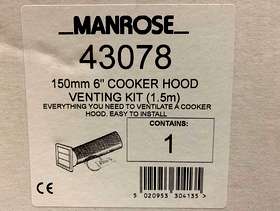 MANROSE
43078
150mm 6" COOKER HOOD
VENTING KIT (1.5m)
EVERYTHING YOU NEED TO VENTILATE A COOKER
HOOD. EASY TO INSTALL
CONTAINS:
1
CE
5 020953 304135 >